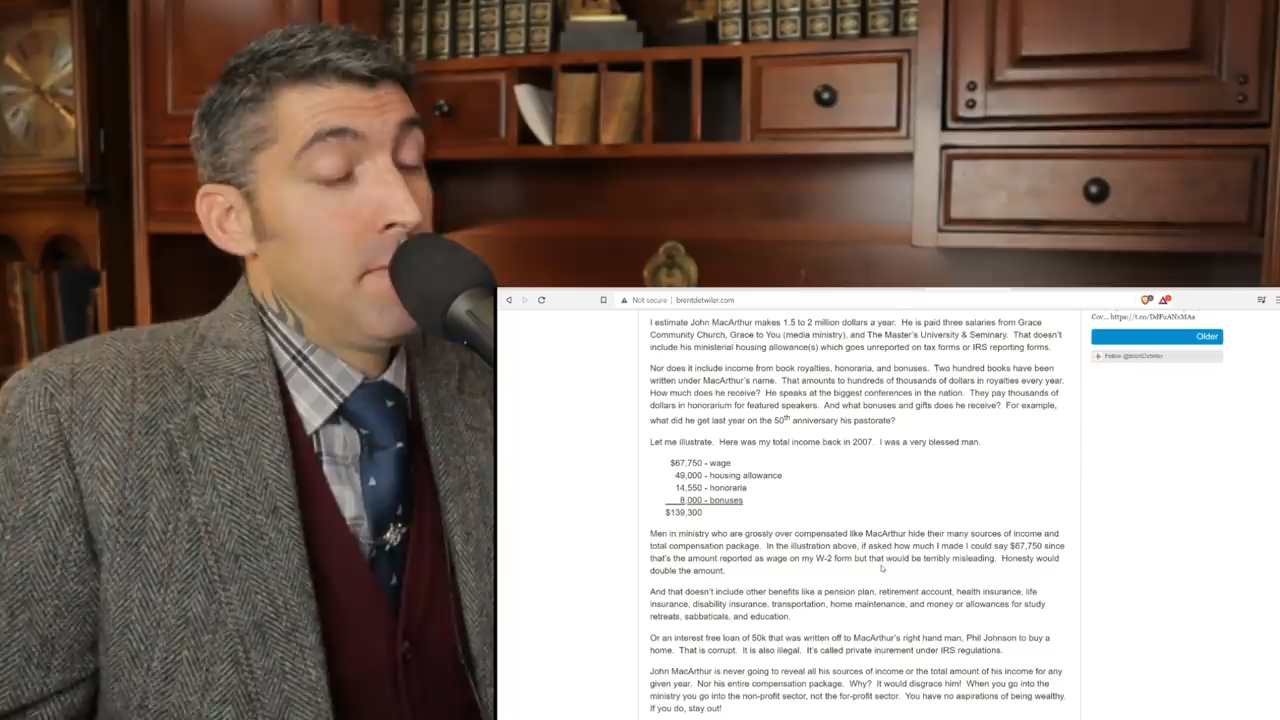 Not secure | brentdetwiler.com
I estimate John MacArthur makes 1.5 to 2 million dollars a year. He is paid three salaries from Grace
Community Church, Grace to You (media ministry), and The Master's University & Seminary. That doesn't
include his ministerial housing allowance(s) which goes unreported on tax forms or IRS reporting forms.
Nor does it include income from book royalties, honoraria, and bonuses. Two hundred books have been
written under MacArthur's name. That amounts to hundreds of thousands of dollars in royalties every year.
How much does he receive? He speaks at the biggest conferences in the nation. They pay thousands of
dollars in honorarium for featured speakers. And what bonuses and gifts does he receive? For example,
what did he get last year on the 50th anniversary his pastorate?
Let me illustrate. Here was my total income back in 2007. I was a very blessed man.
$67,750 - wage
49,000 - housing allowance
14,550 - honoraria
8,000 - bonuses
$139,300
Men in ministry who are grossly over compensated like MacArthur hide their many sources of income and
total compensation package. In the illustration above, if asked how much I made I could say $67,750 since
that's the amount reported as wage on my W-2 form but that would be terribly misleading. Honesty would
double the amount.
And that doesn't include other benefits like a pension plan, retirement account, health insurance, life
insurance, disability insurance, transportation, home maintenance, and money or allowances for study
retreats, sabbaticals, and education.
Or an interest free loan of 50k that was written off to MacArthur's right hand man, Phil Johnson to buy a
home. That is corrupt. It is also illegal. It's called private inurement under IRS regulations.
John MacArthur is never going to reveal all his sources of income or the total amount of his income for any
given year. Nor his entire compensation package. Why? It would disgrace him! When you go into the
ministry you go into the non-profit sector, not the for-profit sector. You have no aspirations of being wealthy.
If you do, stay out!
Cov... https://t.co/DdFuANxMAa
Older
Follow @BrentDetwiler